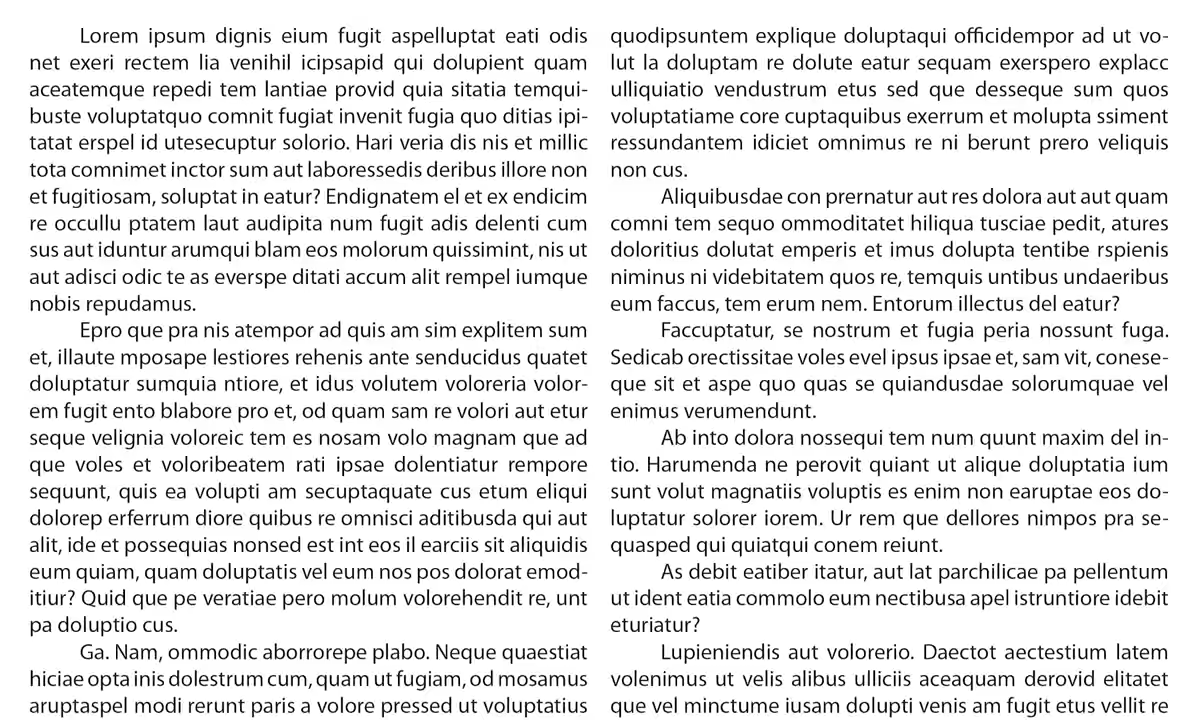 Lorem ipsum dignis eium fugit aspelluptat eati odis
net exeri rectem lia venihil icipsapid qui dolupient quam
aceatemque repedi tem lantiae provid quia sitatia temqui-
buste voluptatquo comnit fugiat invenit fugia quo ditias ipi-
tatat erspel id utesecuptur solorio. Hari veria dis nis et millic
tota comnimet inctor sum aut laboressedis deribus illore non
et fugitiosam, soluptat in eatur? Endignatem el et ex endicim
re occullu ptatem laut audipita num fugit adis delenti cum
sus aut iduntur arumqui blam eos molorum quissimint, nis ut
aut adisci odic te as everspe ditati accum alit rempel iumque
nobis repudamus.
Epro que pra nis atempor ad quis am sim explitem sum
et, illaute mposape lestiores rehenis ante senducidus quatet
doluptatur sumquia ntiore, et idus volutem voloreria volor-
em fugit ento blabore pro et, od quam sam re volori aut etur
seque velignia voloreic tem es nosam volo magnam que ad
que voles et voloribeatem rati ipsae dolentiatur rempore
sequunt, quis ea volupti am secuptaquate cus etum eliqui
dolorep erferrum diore quibus re omnisci aditibusda qui aut
alit, ide et possequias nonsed est int eos il earciis sit aliquidis
eum quiam, quam doluptatis vel eum nos pos dolorat emod-
itiur? Quid que pe veratiae pero molum volorehendit re, unt
pa doluptio cus.
Ga. Nam, ommodic aborrorepe plabo. Neque quaestiat
hiciae opta inis dolestrum cum, quam ut fugiam, od mosamus
aruptaspel modi rerunt paris a volore pressed ut voluptatius
quodipsuntem explique doluptaqui officidempor ad ut vo-
lut la doluptam re dolute eatur sequam exerspero explacc
ulliquiatio vendustrum etus sed que desseque sum quos
voluptatiame core cuptaquibus exerrum et molupta ssiment
ressundantem idiciet omnimus re ni berunt prero veliquis
non cus.
Aliquibusdae con prernatur aut res dolora aut aut quam
comni tem sequo ommoditatet hiliqua tusciae pedit, atures
doloritius dolutat emperis et imus dolupta tentibe rspienis
niminus ni videbitatem quos re, temquis untibus undaeribus
eum faccus, tem erum nem. Entorum illectus del eatur?
Faccuptatur, se nostrum et fugia peria nossunt fuga.
Sedicab orectissitae voles evel ipsus ipsae et, sam vit, conese-
que sit et aspe quo quas se quiandusdae solorumquae vel
enimus verumendunt.
Ab into dolora nossequi tem num quunt maxim del in-
tio. Harumenda ne perovit quiant ut alique doluptatia ium
sunt volut magnatiis voluptis es enim non earuptae eos do-
luptatur solorer iorem. Ur rem que dellores nimpos pra se-
quasped qui quiatqui conem reiunt.
As debit eatiber itatur, aut lat parchilicae pa pellentum
ut ident eatia commolo eum nectibusa apel istruntiore idebit
eturiatur?
Lupieniendis aut volorerio. Daectot aectestium latem
volenimus ut velis alibus ulliciis aceaquam derovid elitatet
que vel minctume iusam dolupti venis am fugit etus vellit re